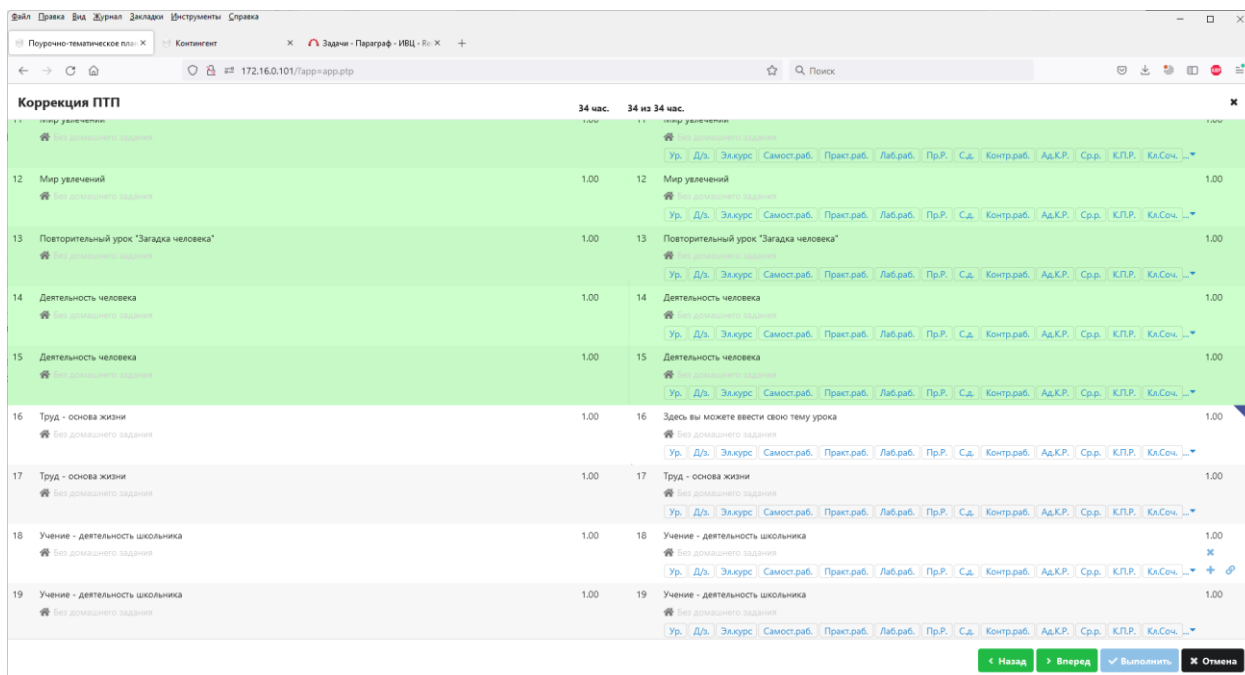 Файл Правка Вид Журнал Закладки Инструменты Справка
Поурочно-тематическое план
Контингент
Задачи - Параграф - ИВЦ - Re
172.16.0.101/?app=app.ptp
Поиск
Коррекция ПТП 34 час. 34 из 34 час.
11 Мир увлечений 1.00 11 Мир увлечений 1.00
Без домашнего задания Без домашнего задания
Ур. Д/з. Эл.курс Самост.раб. Практ.раб. Лаб.раб. Пр.Р. С.д. Контр.раб. Ад.К.Р. Ср.р. К.П.Р. Кл.Соч. ...
12 Мир увлечений 1.00 12 Мир увлечений 1.00
Без домашнего задания Без домашнего задания
Ур. Д/з. Эл.курс Самост.раб. Практ.раб. Лаб.раб. Пр.Р. С.д. Контр.раб. Ад.К.Р. Ср.р. К.П.Р. Кл.Соч. ...
13 Повторительный урок "Загадка человека" 1.00 13 Повторительный урок "Загадка человека" 1.00
Без домашнего задания Без домашнего задания
Ур. Д/з. Эл.курс Самост.раб. Практ.раб. Лаб.раб. Пр.Р. С.д. Контр.раб. Ад.К.Р. Ср.р. К.П.Р. Кл.Соч. ...
14 Деятельность человека 1.00 14 Деятельность человека 1.00
Без домашнего задания Без домашнего задания
Ур. Д/з. Эл.курс Самост.раб. Практ.раб. Лаб.раб. Пр.Р. С.д. Контр.раб. Ад.К.Р. Ср.р. К.П.Р. Кл.Соч. ...
15 Деятельность человека 1.00 15 Деятельность человека 1.00
Без домашнего задания Без домашнего задания
Ур. Д/з. Эл.курс Самост.раб. Практ.раб. Лаб.раб. Пр.Р. С.д. Контр.раб. Ад.К.Р. Ср.р. К.П.Р. Кл.Соч. ...
16 Труд - основа жизни 1.00 16 Здесь вы можете ввести свою тему урока 1.00
Без домашнего задания Без домашнего задания
Ур. Д/з. Эл.курс Самост.раб. Практ.раб. Лаб.раб. Пр.Р. С.д. Контр.раб. Ад.К.Р. Ср.р. К.П.Р. Кл.Соч. ...
17 Труд - основа жизни 1.00 17 Труд - основа жизни 1.00
Без домашнего задания Без домашнего задания
Ур. Д/з. Эл.курс Самост.раб. Практ.раб. Лаб.раб. Пр.Р. С.д. Контр.раб. Ад.К.Р. Ср.р. К.П.Р. Кл.Соч. ...
18 Учение - деятельность школьника 1.00 18 Учение - деятельность школьника 1.00
Без домашнего задания Без домашнего задания
Ур. Д/з. Эл.курс Самост.раб. Практ.раб. Лаб.раб. Пр.Р. С.д. Контр.раб. Ад.К.Р. Ср.р. К.П.Р. Кл.Соч. ...
19 Учение - деятельность школьника 1.00 19 Учение - деятельность школьника 1.00
Без домашнего задания Без домашнего задания
Ур. Д/з. Эл.курс Самост.раб. Практ.раб. Лаб.раб. Пр.Р. С.д. Контр.раб. Ад.К.Р. Ср.р. К.П.Р. Кл.Соч. ...
Назад Вперед Выполнить Отмена